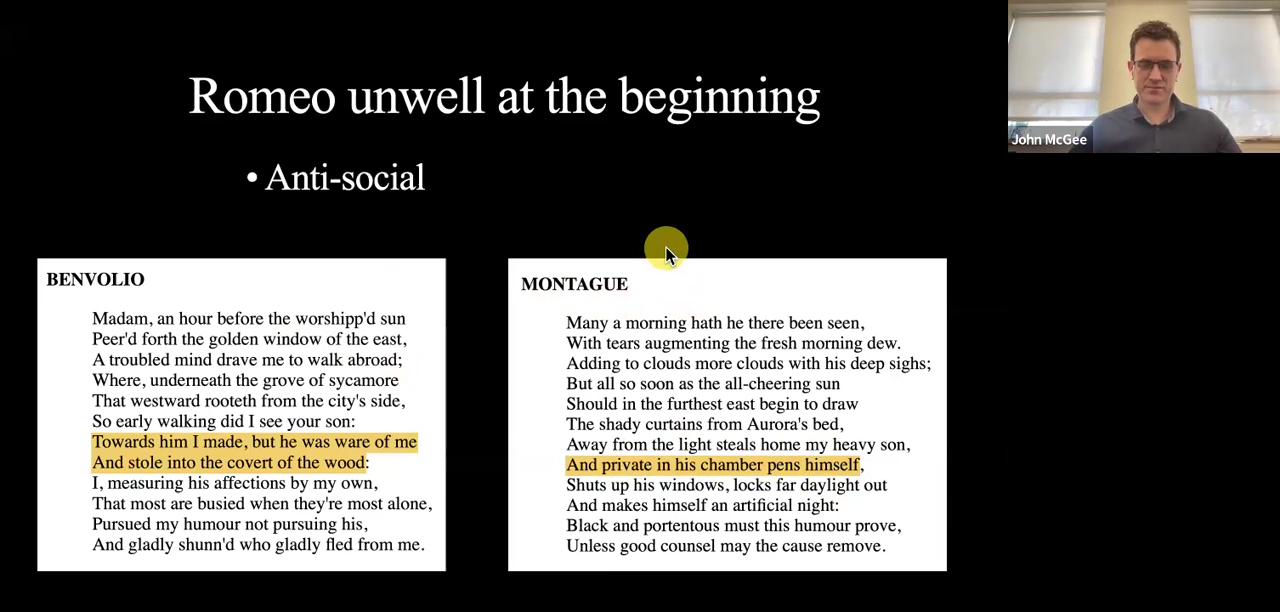 Romeo unwell at the beginning
• Anti-social
John McGee
BENVOLIO
Madam, an hour before the worshipp'd sun
Peer'd forth the golden window of the east,
A troubled mind drave me to walk abroad;
Where, underneath the grove of sycamore
That westward rooteth from the city's side,
So early walking did I see your son:
Towards him I made, but he was ware of me
And stole into the covert of the wood:
I, measuring his affections by my own,
That most are busied when they're most alone,
Pursued my humour not pursuing his,
And gladly shunn'd who gladly fled from me.
MONTAGUE
Many a morning hath he there been seen,
With tears augmenting the fresh morning dew.
Adding to clouds more clouds with his deep sighs;
But all so soon as the all-cheering sun
Should in the furthest east begin to draw
The shady curtains from Aurora's bed,
Away from the light steals home my heavy son,
And private in his chamber pens himself,
Shuts up his windows, locks far daylight out
And makes himself an artificial night:
Black and portentous must this humour prove,
Unless good counsel may the cause remove.